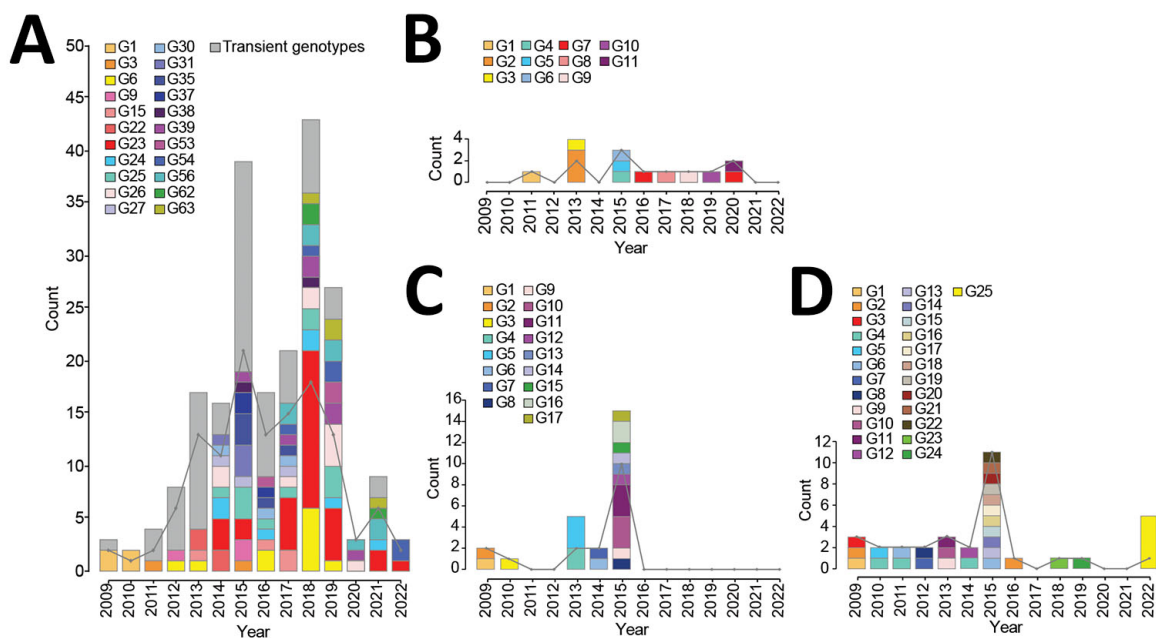 A
G1
G3
G6
G9
G15
G22
G23
G24
G25
G26
G27
G30
G31
G35
G37
G38
G39
G53
G54
G56
G62
G63
Transient genotypes
Count
50
45
40
35
30
25
20
15
10
5
0
2009
2010
2011
2012
2013
2014
2015
2016
2017
2018
2019
2020
2021
2022
Year
B
G1
G2
G3
G4
G5
G6
G7
G8
G9
G10
G11
Count
4
2
0
2009
2010
2011
2012
2013
2014
2015
2016
2017
2018
2019
2020
2021
2022
Year
C
G1
G2
G3
G4
G5
G6
G7
G8
G9
G10
G11
G12
G13
G14
G15
G16
G17
Count
16
14
12
10
8
6
4
2
0
2009
2010
2011
2012
2013
2014
2015
2016
2017
2018
2019
2020
2021
2022
Year
D
G1
G2
G3
G4
G5
G6
G7
G8
G9
G10
G11
G12
G13
G14
G15
G16
G17
G18
G19
G20
G21
G22
G23
G24
G25
Count
12
10
8
6
4
2
0
2009
2010
2011
2012
2013
2014
2015
2016
2017
2018
2019
2020
2021
2022
Year